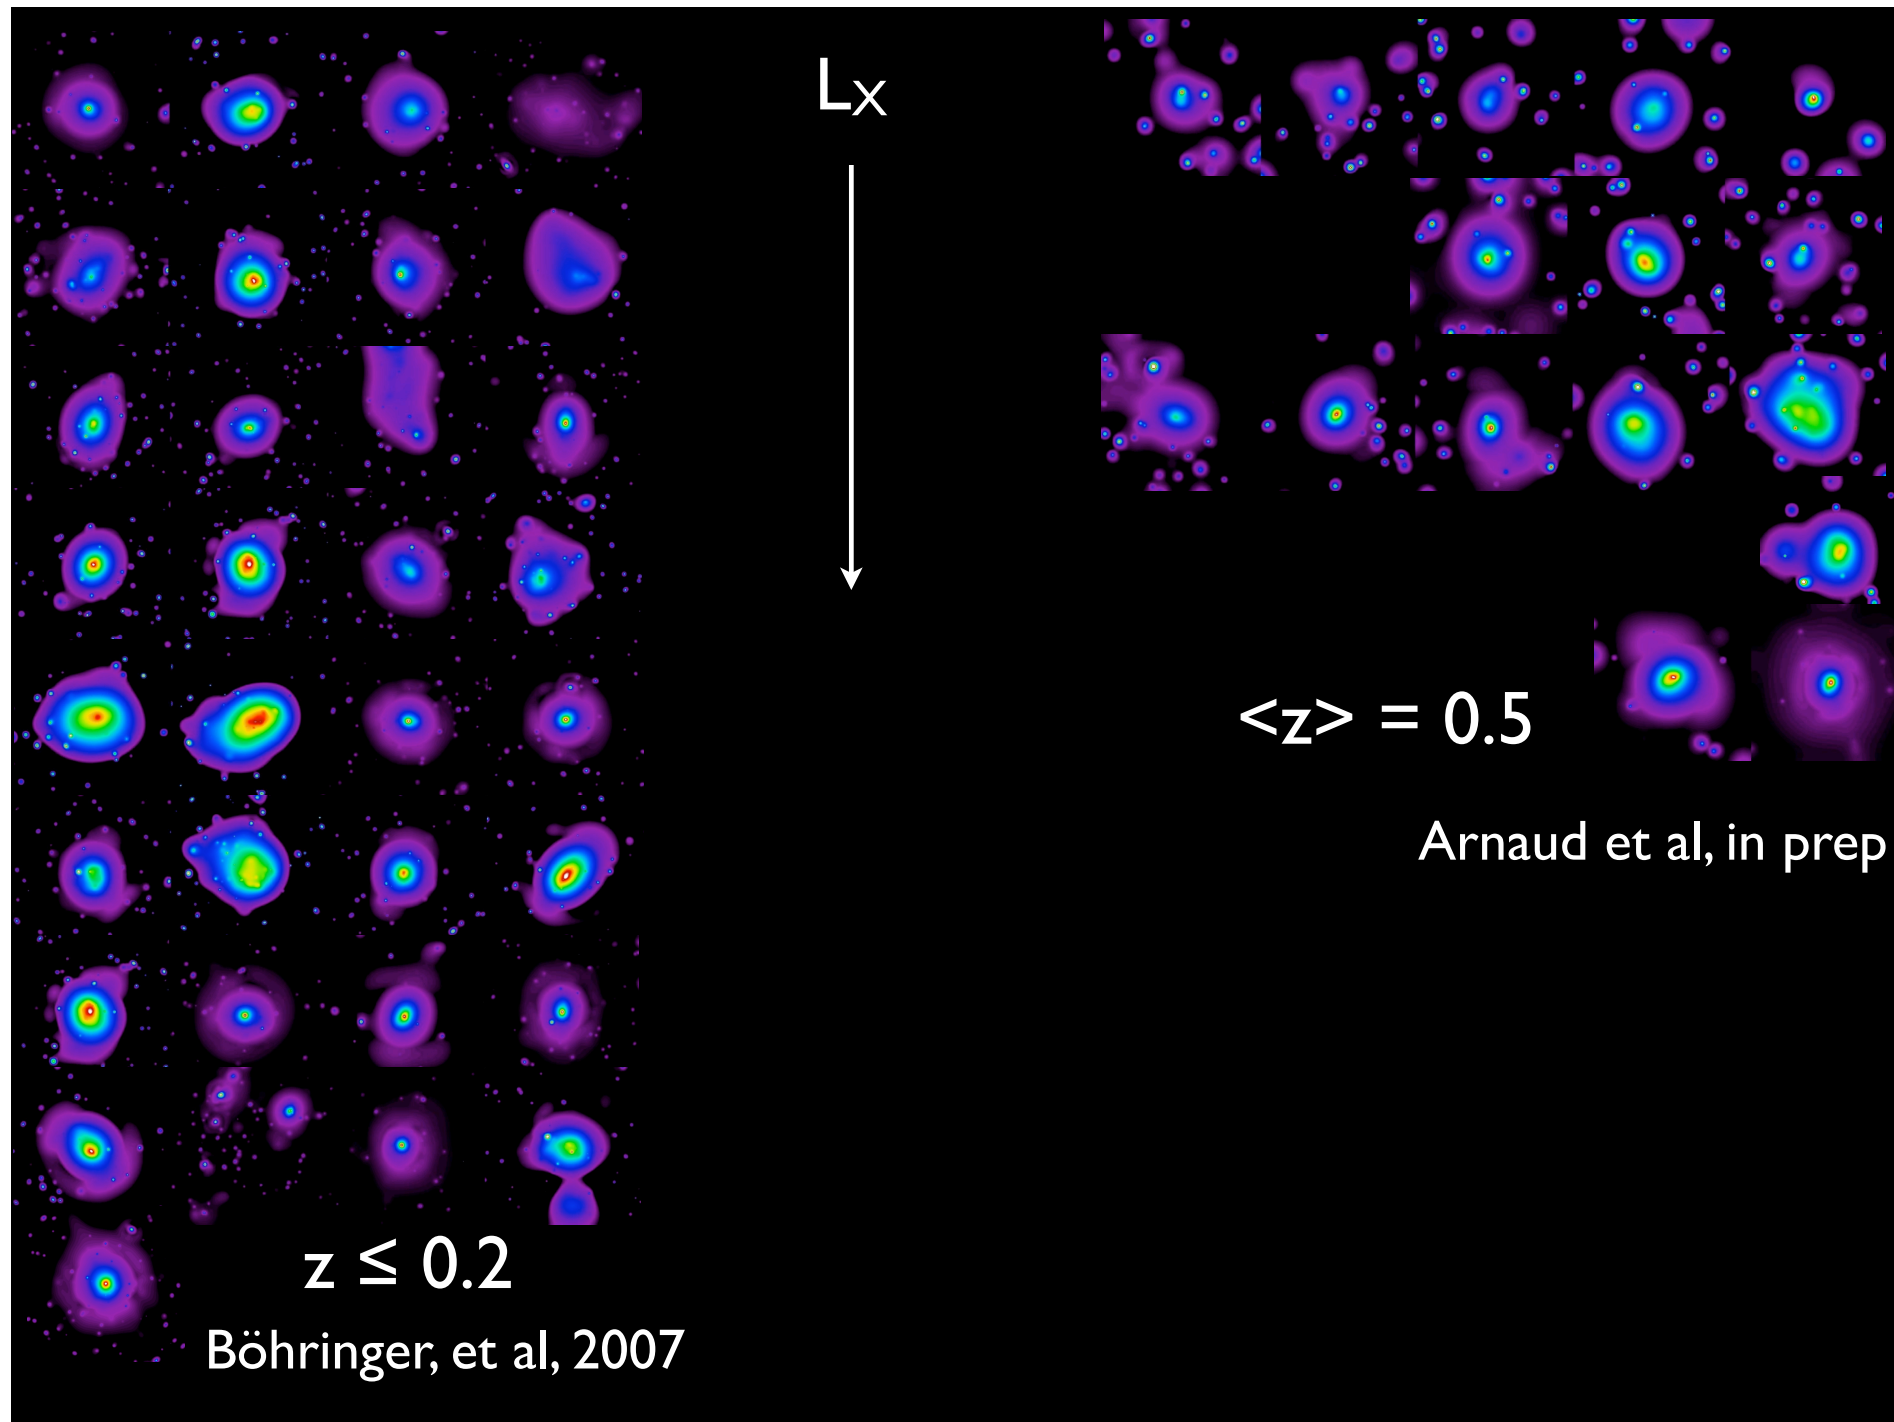 LX
<z> = 0.5
Arnaud et al, in prep
z ≤ 0.2
Böhringer, et al, 2007